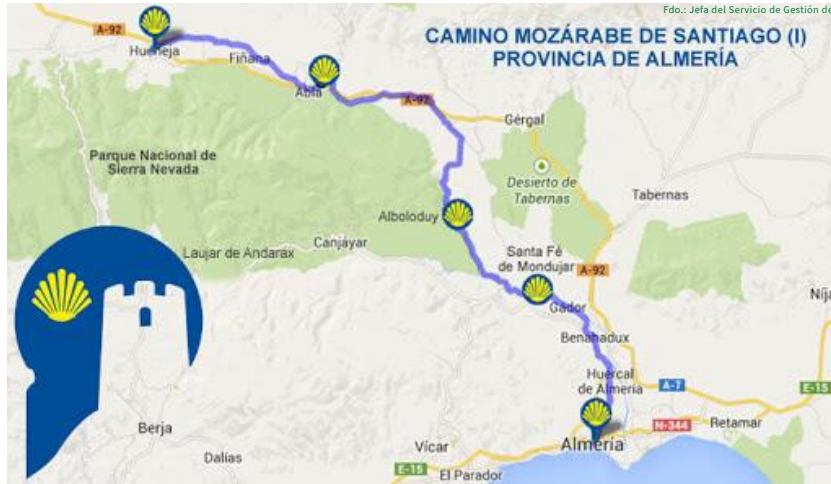 Fdo.: Jefa del Servicio de Gestión de
CAMINO MOZÁRABE DE SANTIAGO (I)
PROVINCIA DE ALMERÍA
A-92
Huéneja
Fiñana
Abla
A-92
Gérgal
Parque Nacional de
Sierra Nevada
Desierto de
Tabernas
Tabernas
Alboloduy
Canjáyar
Laujar de Andarax
Santa Fé
de Mondujar
A-92
Gádor
Níja
Benahadux
Huércal
de Almería
A-7
E-15
N-344
Retamar
Berja
Almería
Vícar
Dalías
E-15
El Parador